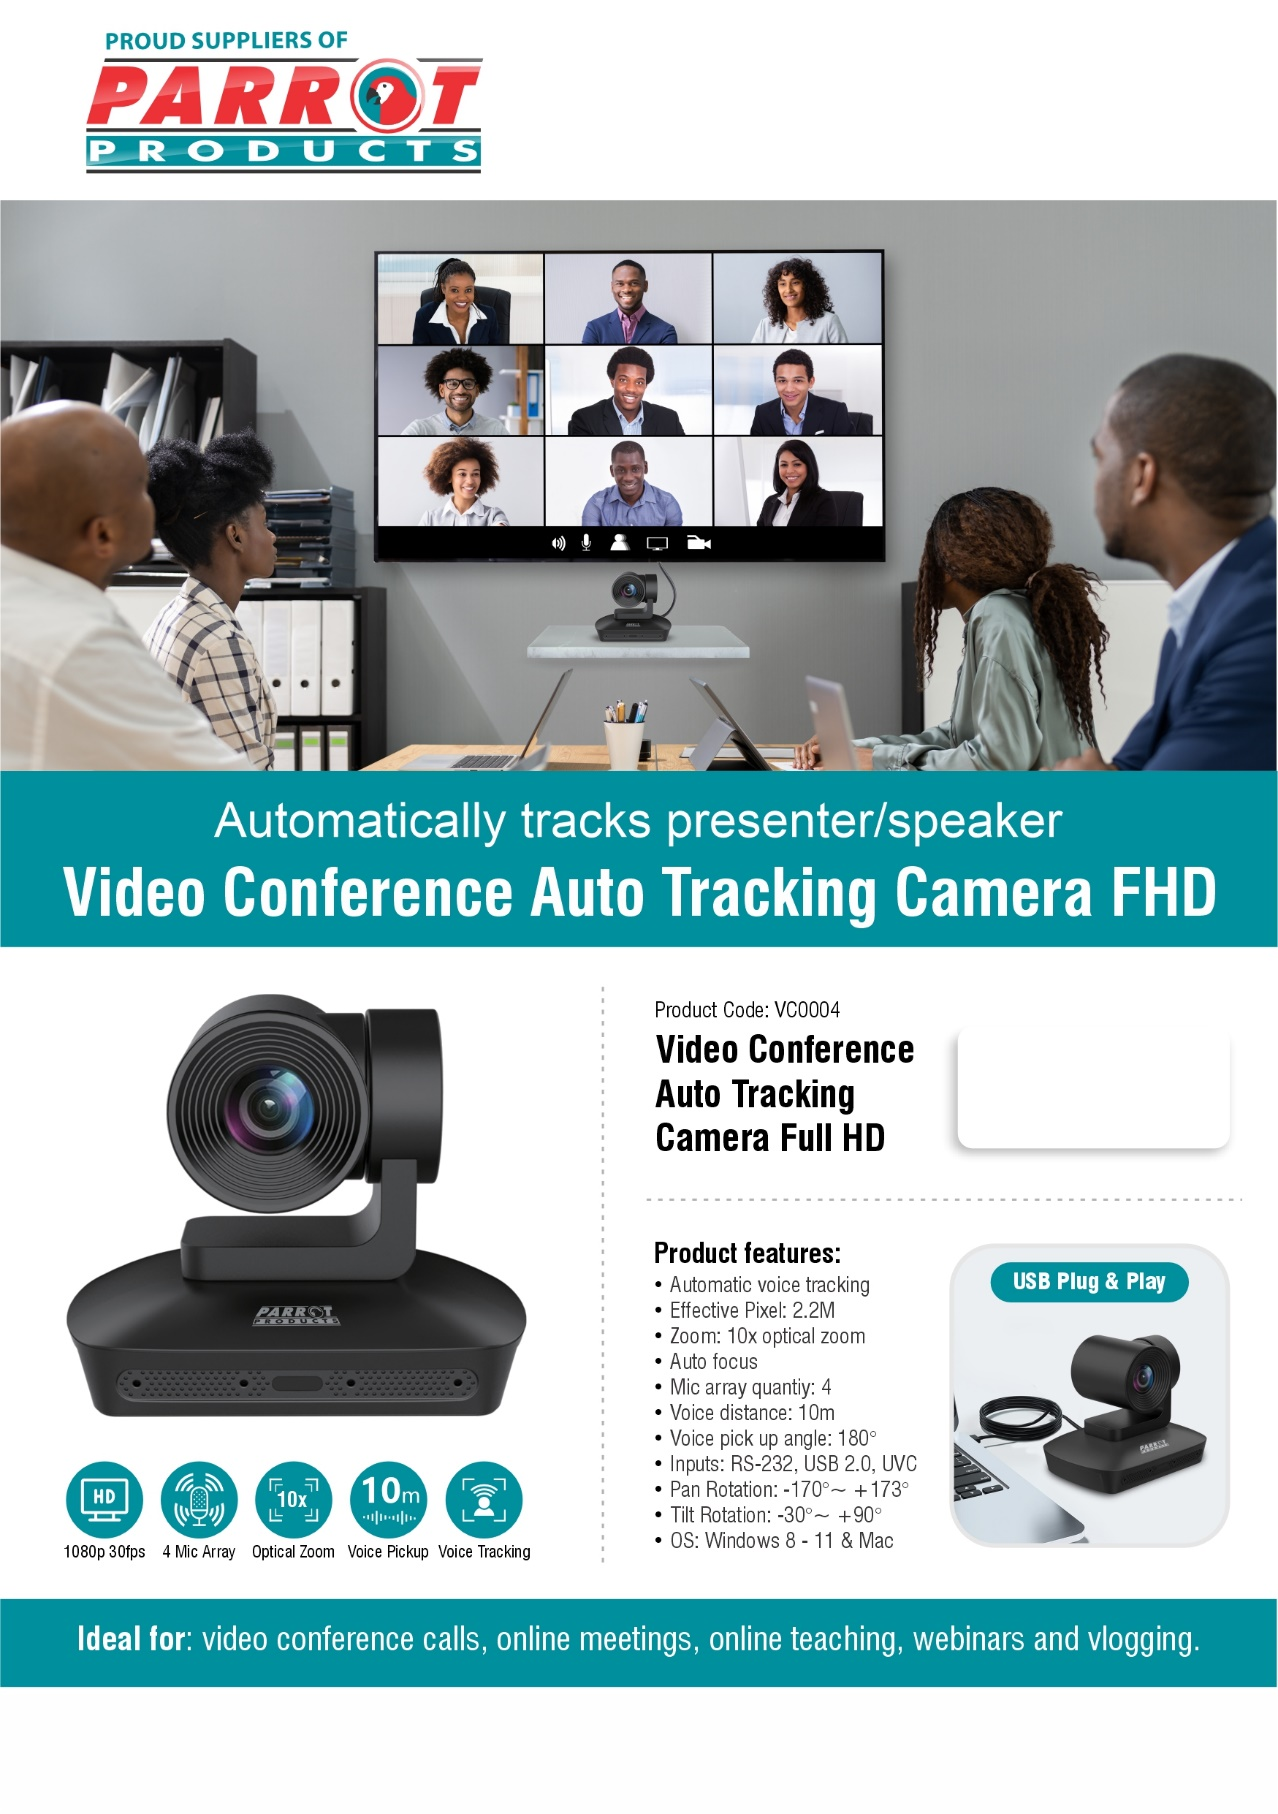 PROUD SUPPLIERS OF
PARROT
PRODUCTS
Automatically tracks presenter/speaker
Video Conference Auto Tracking Camera FHD
Product Code: VC0004
Video Conference
Auto Tracking
Camera Full HD
Product features:
• Automatic voice tracking
• Effective Pixel: 2.2M
• Zoom: 10x optical zoom
• Auto focus
• Mic array quantiy: 4
• Voice distance: 10m
• Voice pick up angle: 180°
• Inputs: RS-232, USB 2.0, UVC
• Pan Rotation: -170°~ +173°
• Tilt Rotation: -30°~ +90°
• OS: Windows 8 - 11 & Mac
USB Plug & Play
PARROT
PARROT
PRODUCTS
HD
10x
10m
1080p 30fps
4 Mic Array
Optical Zoom
Voice Pickup
Voice Tracking
Ideal for: video conference calls, online meetings, online teaching, webinars and vlogging.